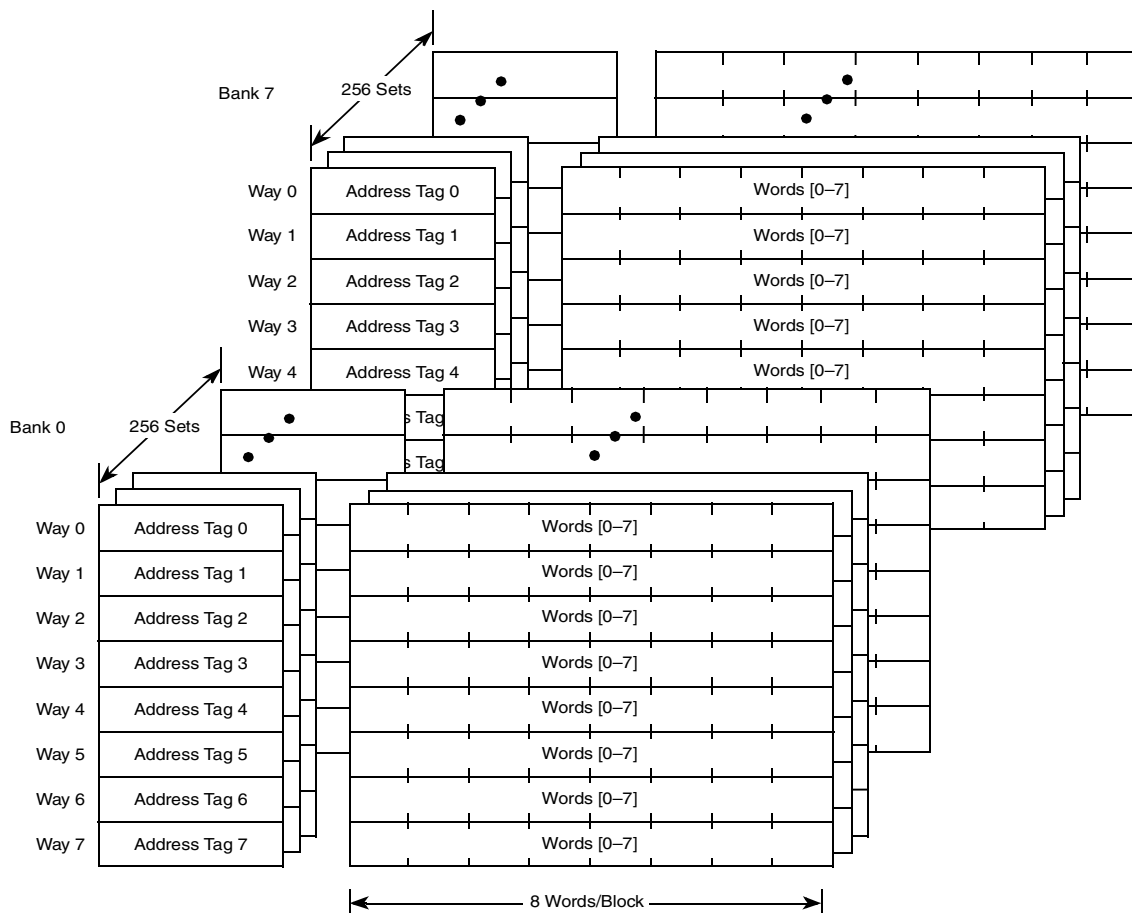 Bank 7
256 Sets
Way 0 Address Tag 0 Words [0–7]
Way 1 Address Tag 1 Words [0–7]
Way 2 Address Tag 2 Words [0–7]
Way 3 Address Tag 3 Words [0–7]
Way 4 Address Tag 4 Words [0–7]
s Tag
s Tag
Bank 0
256 Sets
Way 0 Address Tag 0 Words [0–7]
Way 1 Address Tag 1 Words [0–7]
Way 2 Address Tag 2 Words [0–7]
Way 3 Address Tag 3 Words [0–7]
Way 4 Address Tag 4 Words [0–7]
Way 5 Address Tag 5 Words [0–7]
Way 6 Address Tag 6 Words [0–7]
Way 7 Address Tag 7 Words [0–7]
8 Words/Block